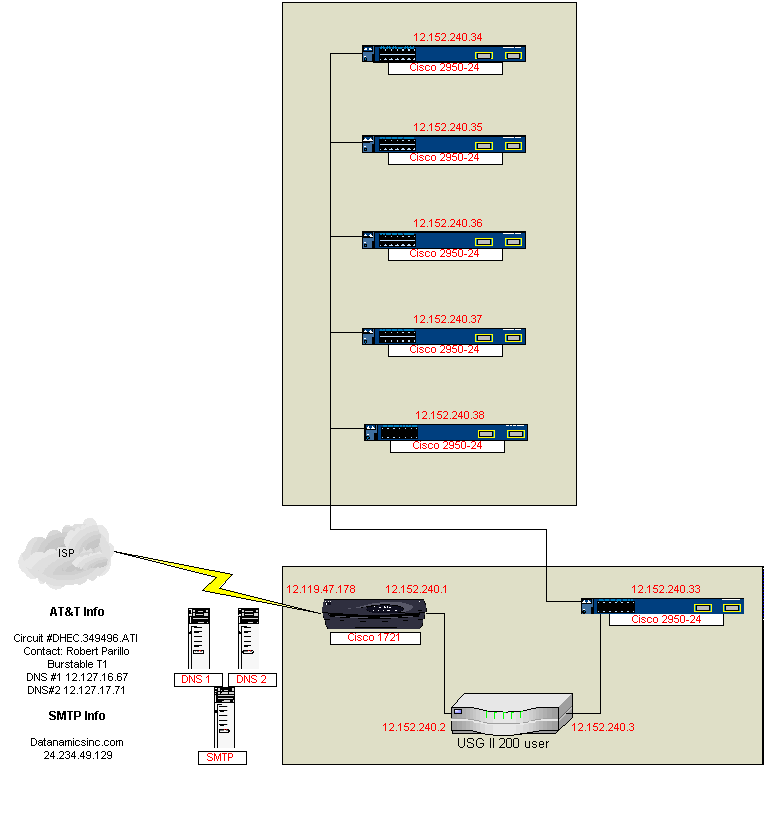 12.152.240.34
Cisco 2950-24
12.152.240.35
Cisco 2950-24
12.152.240.36
Cisco 2950-24
12.152.240.37
Cisco 2950-24
12.152.240.38
Cisco 2950-24
ISP
AT&T Info
Circuit #DHEC.349496.ATI
Contact: Robert Parillo
Burstable T1
DNS #1 12.127.16.67
DNS#2 12.127.17.71
SMTP Info
Datanamicsinc.com
24.234.49.129
DNS 1
DNS 2
SMTP
12.119.47.178
12.152.240.1
Cisco 1721
12.152.240.33
Cisco 2950-24
12.152.240.2
12.152.240.3
USG II 200 user